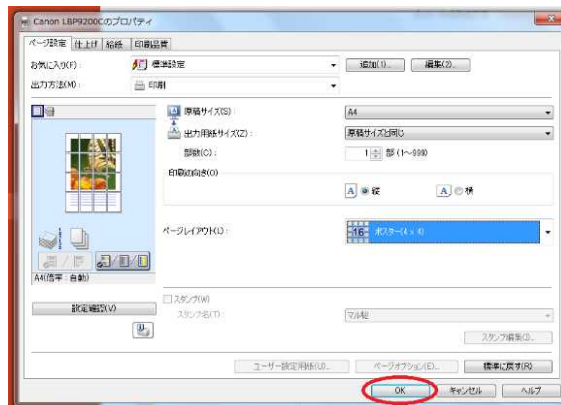 Canon LBP9200Cのプロパティ
ページ設定 仕上げ 給紙 印刷品質
お気に入り(F): 標準設定 追加(1)... 編集(2)...
出力方法(M): 印刷
原稿サイズ(S): A4
出力用紙サイズ(Z): 原稿サイズと同じ
部数(C): 1 部 (1～999)
印刷の向き(O)
A 縦 A 横
ページレイアウト(L): 16 ポスター(4 x 4)
A4(倍率:自動)
設定確認(V)
スタンプ(W)
スタンプ名(T): マル秘
スタンプ編集(D)...
ユーザー設定用紙(U)... ページオプション(E)... 標準に戻す(R)
OK キャンセル ヘルプ